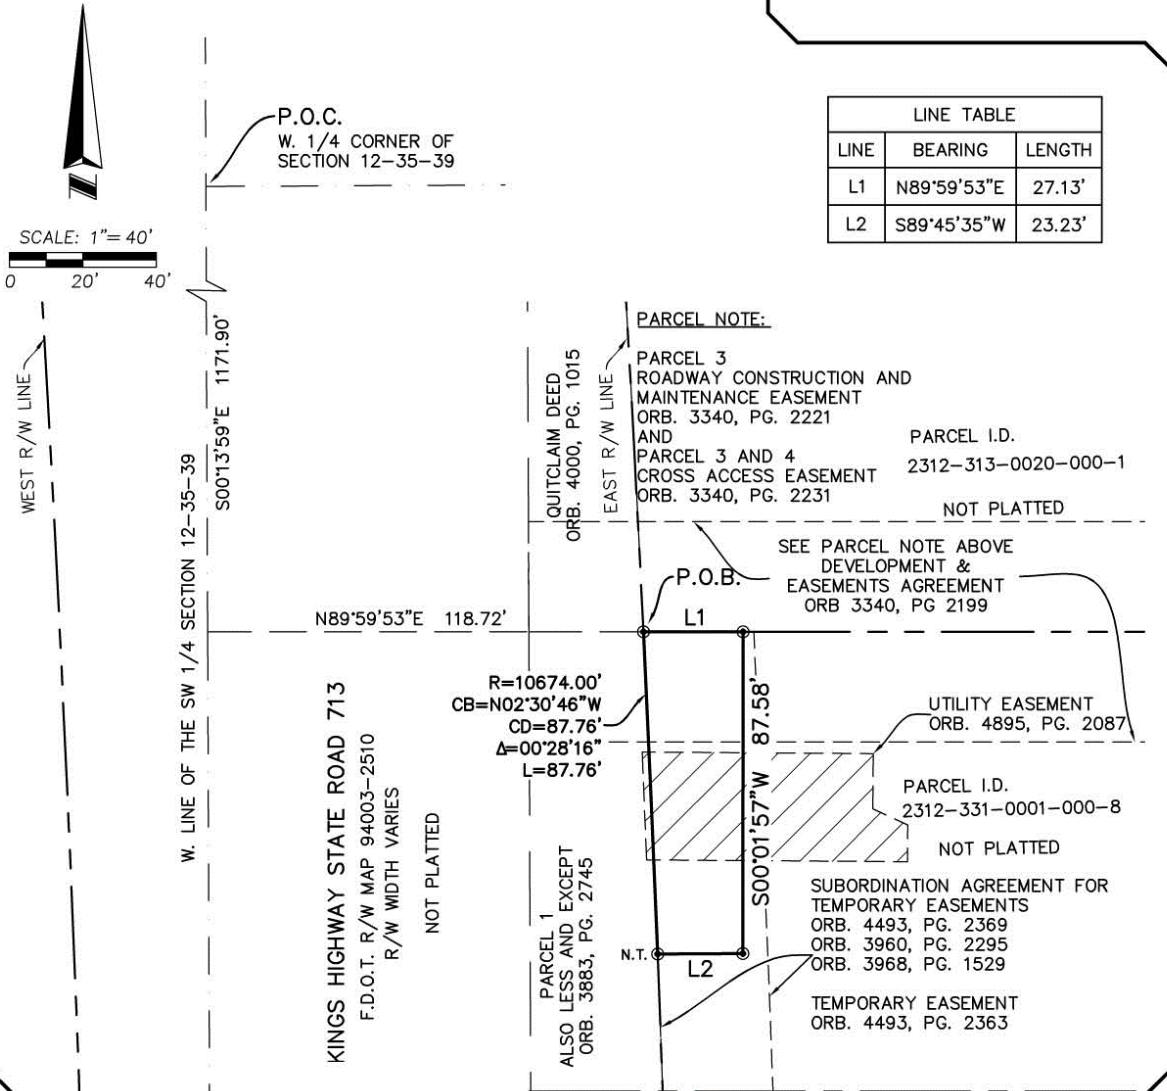 P.O.C.
W. 1/4 CORNER OF
SECTION 12-35-39
LINE TABLE
LINE BEARING LENGTH
L1 N89°59'53"E 27.13'
L2 S89°45'35"W 23.23'
N
SCALE: 1"= 40'
0 20' 40'
WEST R/W LINE
S00°13'59"E 1171.90'
W. LINE OF THE SW 1/4 SECTION 12-35-39
QUITCLAIM DEED
ORB. 4000, PG. 1015
EAST R/W LINE
PARCEL NOTE:
PARCEL 3
ROADWAY CONSTRUCTION AND
MAINTENANCE EASEMENT
ORB. 3340, PG. 2221
AND
PARCEL 3 AND 4
CROSS ACCESS EASEMENT
ORB. 3340, PG. 2231
PARCEL I.D.
2312-313-0020-000-1
NOT PLATTED
SEE PARCEL NOTE ABOVE
DEVELOPMENT &
EASEMENTS AGREEMENT
ORB 3340, PG 2199
P.O.B.
L1
N89°59'53"E 118.72'
R=10674.00'
CB=N02°30'46"W
CD=87.76'
Δ=00°28'16"
L=87.76'
S00°01'57"W 87.58'
UTILITY EASEMENT
ORB. 4895, PG. 2087
PARCEL I.D.
2312-331-0001-000-8
NOT PLATTED
KINGS HIGHWAY STATE ROAD 713
F.D.O.T. R/W MAP 94003-2510
R/W WIDTH VARIES
NOT PLATTED
PARCEL 1
ALSO LESS AND EXCEPT
ORB. 3883, PG. 2745
N.T.
L2
SUBORDINATION AGREEMENT FOR
TEMPORARY EASEMENTS
ORB. 4493, PG. 2369
ORB. 3960, PG. 2295
ORB. 3968, PG. 1529
TEMPORARY EASEMENT
ORB. 4493, PG. 2363